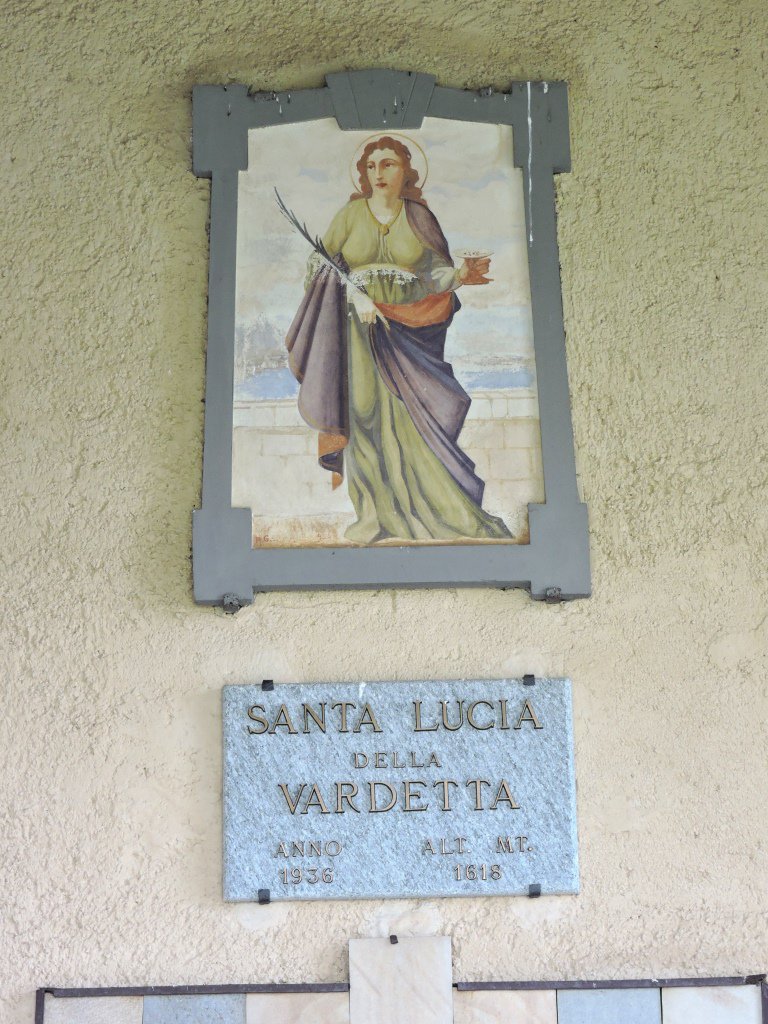 SANTA LUCIA
DELLA
VARDETTA
ANNO ALT. MT.
1936 1618